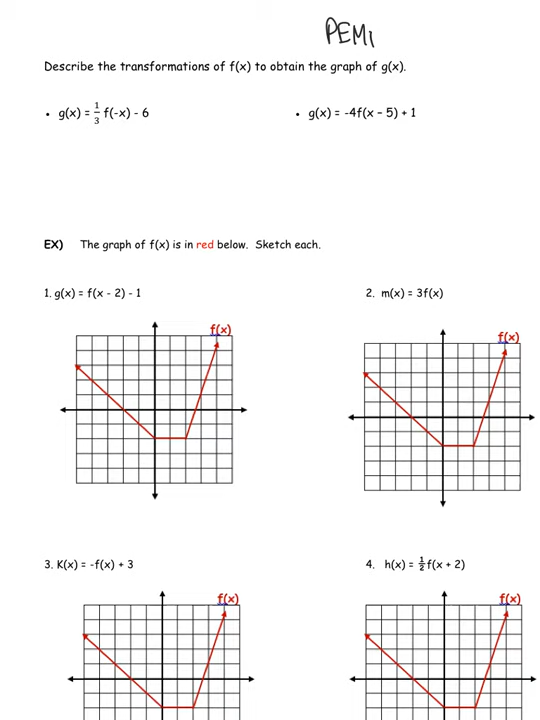 PEMI
Describe the transformations of f(x) to obtain the graph of g(x).
• g(x) = 1/3 f(-x) - 6
• g(x) = -4f(x – 5) + 1
EX) The graph of f(x) is in red below. Sketch each.
1. g(x) = f(x - 2) - 1
2. m(x) = 3f(x)
f(x)
f(x)
3. K(x) = -f(x) + 3
4. h(x) = ½f(x + 2)
f(x)
f(x)